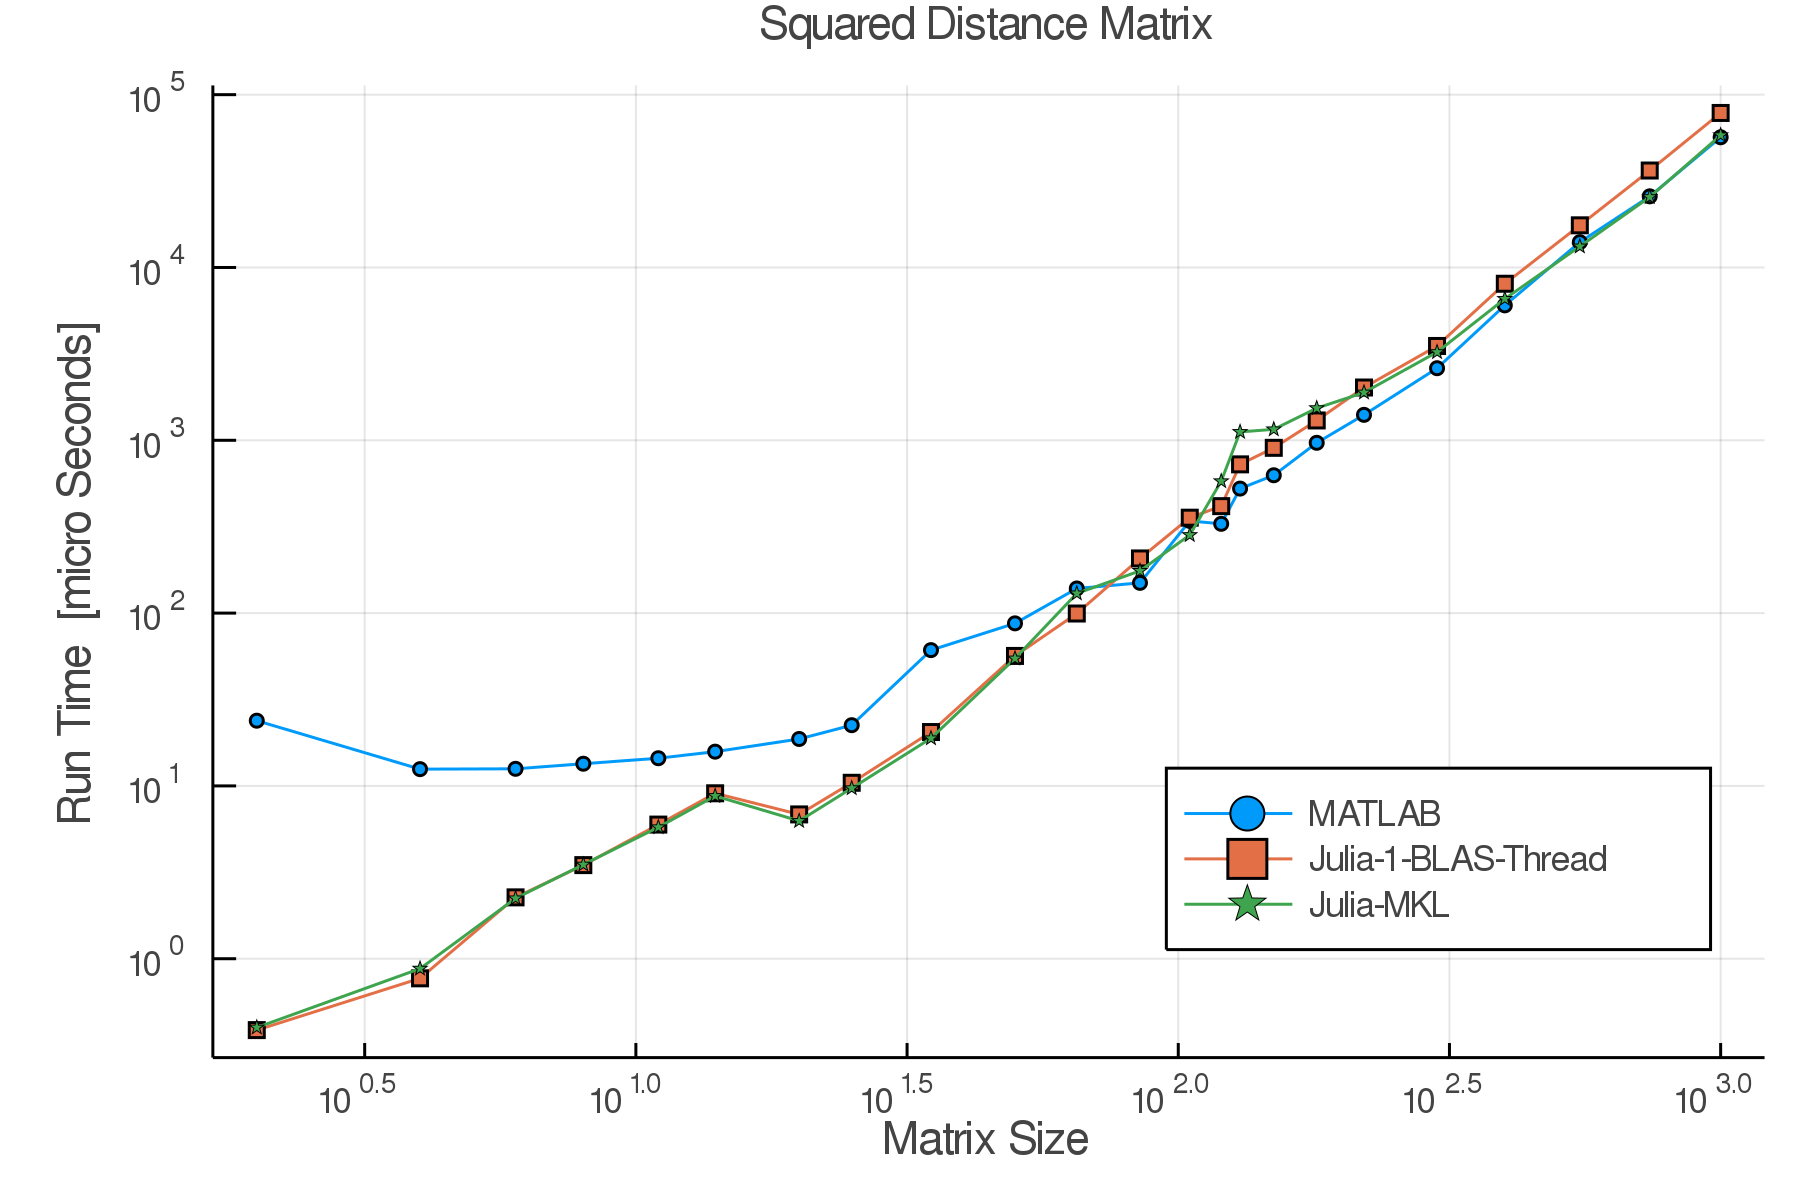 Squared Distance Matrix
10^5
10^4
10^3
10^2
10^1
10^0
Run Time [micro Seconds]
MATLAB
Julia-1-BLAS-Thread
Julia-MKL
10^0.5 10^1.0 10^1.5 10^2.0 10^2.5 10^3.0
Matrix Size